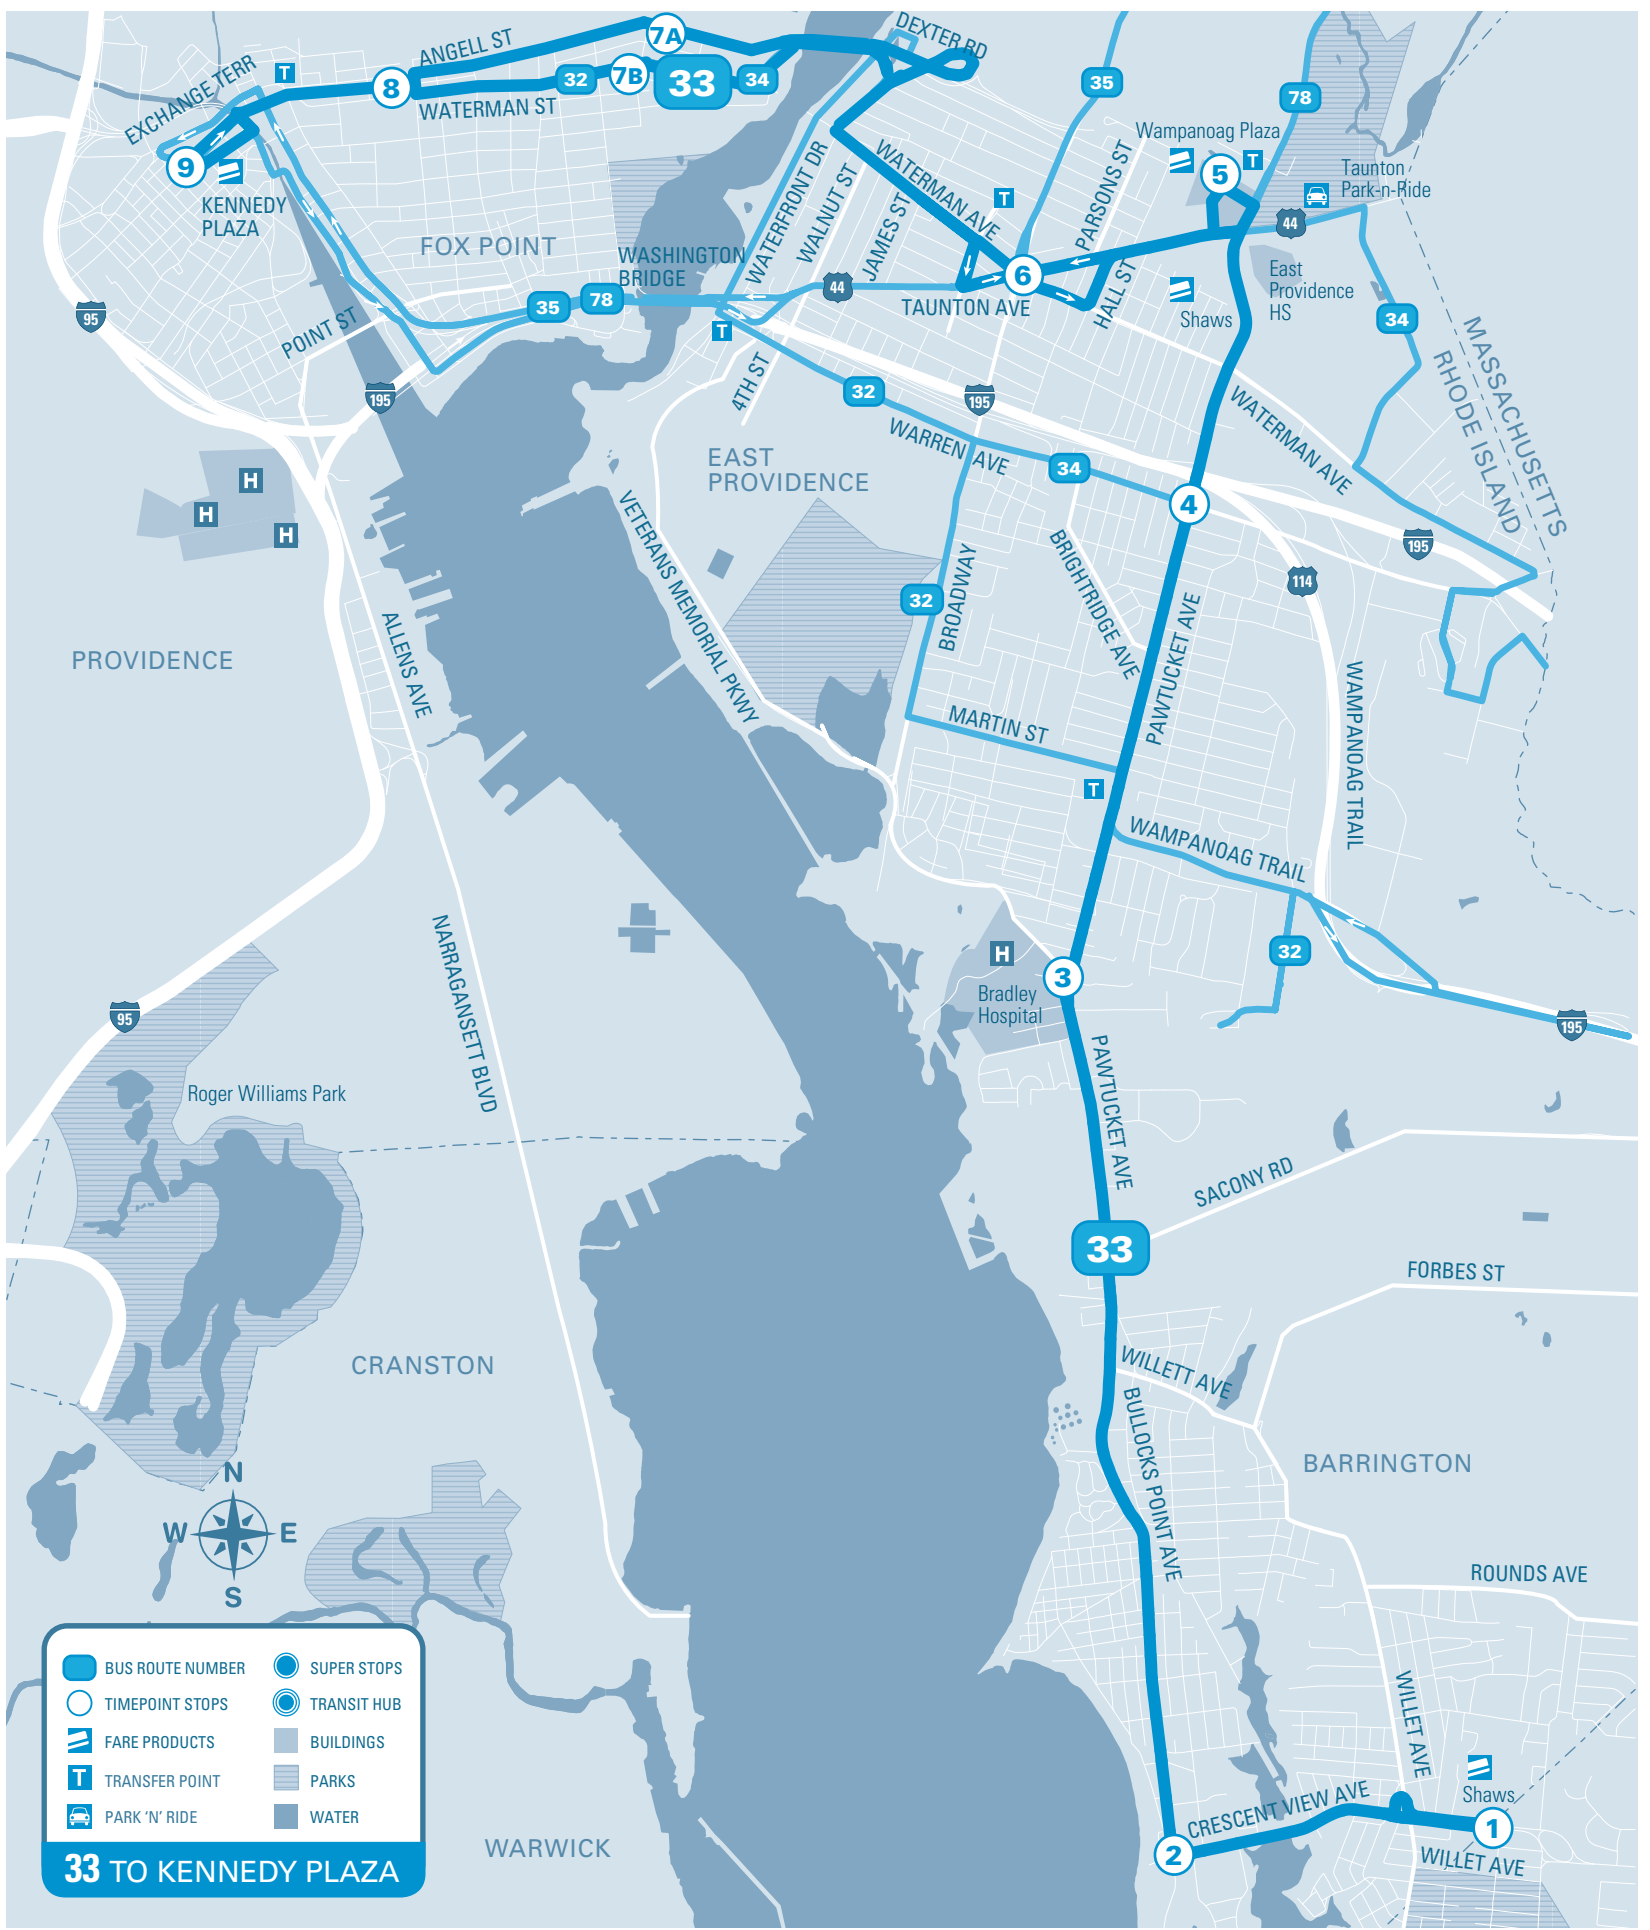 DEXTER RD
7A
ANGELL ST
EXCHANGE TERR
T
8
32
7B
33
34
35
78
WATERMAN ST
Wampanoag Plaza
T
5
Taunton
Park-n-Ride
9
KENNEDY
PLAZA
FOX POINT
WASHINGTON
BRIDGE
WATERFRONT DR
WALNUT ST
JAMES ST
WATERMAN AVE
T
PARSONS ST
44
6
HALL ST
TAUNTON AVE
44
East
Providence
HS
Shaws
34
95
POINT ST
35
78
T
195
4TH ST
32
195
WARREN AVE
34
WATERMAN AVE
MASSACHUSETTS
RHODE ISLAND
EAST
PROVIDENCE
H
H
H
4
195
114
VETERANS MEMORIAL PKWY
BRIGHTRIDGE AVE
32
BROADWAY
PAWTUCKET AVE
PROVIDENCE
ALLENS AVE
MARTIN ST
WAMPANOAG TRAIL
T
WAMPANOAG TRAIL
NARRAGANSETT BLVD
H
3
Bradley
Hospital
32
195
95
Roger Williams Park
PAWTUCKET AVE
SACONY RD
33
FORBES ST
CRANSTON
WILLETT AVE
BULLOCKS POINT AVE
BARRINGTON
N
W
E
S
ROUNDS AVE
WILLET AVE
Shaws
CRESCENT VIEW AVE
1
2
WILLET AVE
WARWICK
BUS ROUTE NUMBER
SUPER STOPS
TIMEPOINT STOPS
TRANSIT HUB
FARE PRODUCTS
BUILDINGS
T
TRANSFER POINT
PARKS
PARK ‘N’ RIDE
WATER
33 TO KENNEDY PLAZA